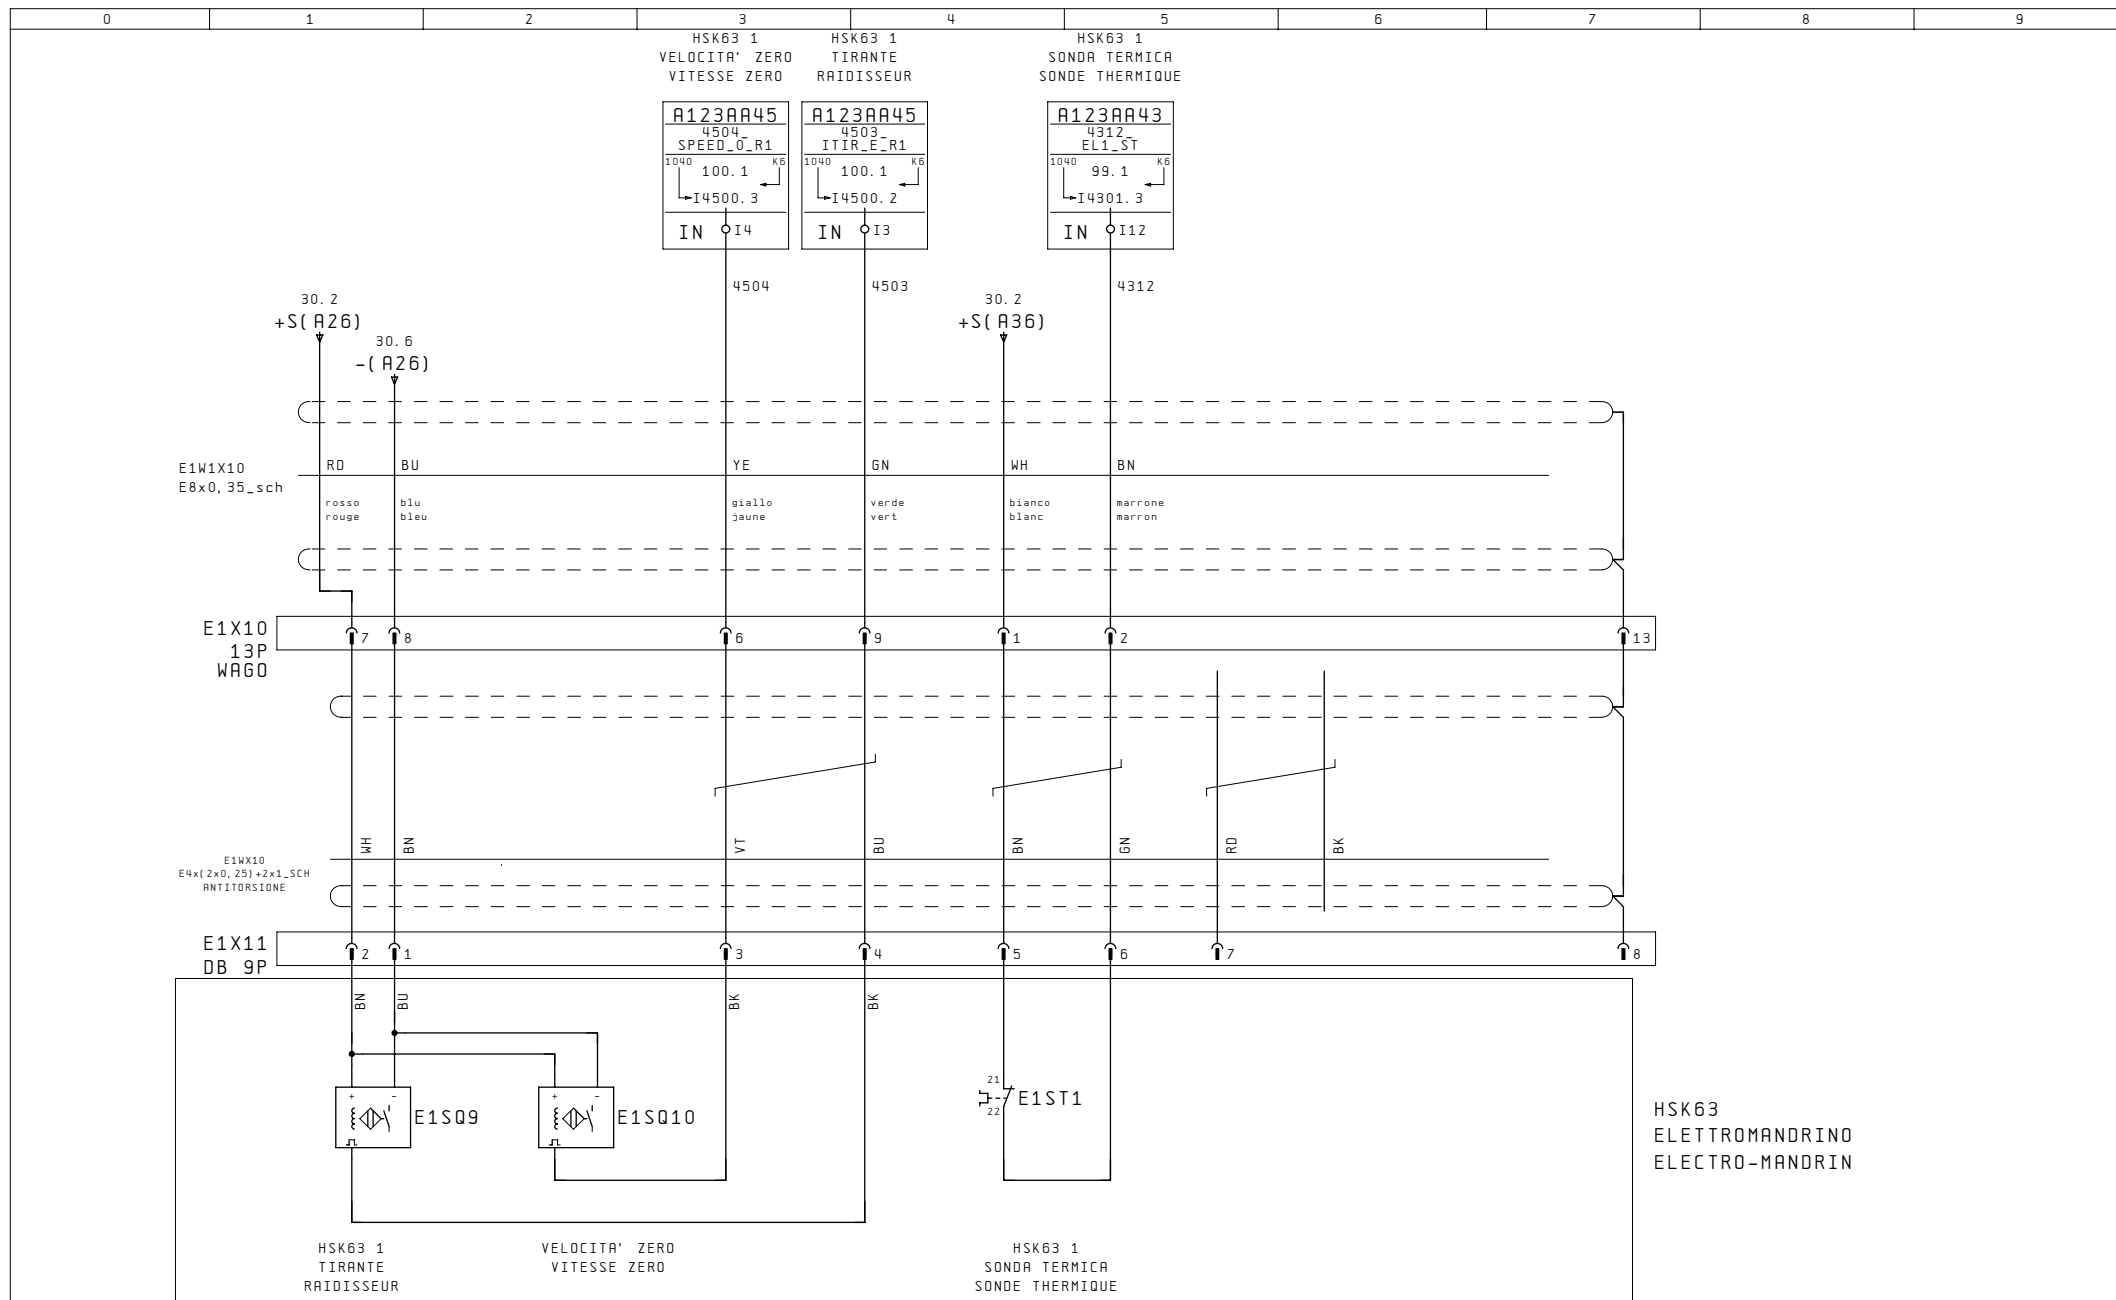 0 1 2 3 4 5 6 7 8 9
HSK63 1
VELOCITA' ZERO
VITESSE ZERO
HSK63 1
TIRANTE
RAIDISSEUR
HSK63 1
SONDA TERMICA
SONDE THERMIQUE
A123AA45
4504_
SPEED_0_R1
1040 K6
100.1
I4500.3
IN I4
A123AA45
4503_
ITIR_E_R1
1040 K6
100.1
I4500.2
IN I3
A123AA43
4312_
EL1_ST
1040 K6
99.1
I4301.3
IN I12
4504 4503 4312
30.2
+S(A26)
30.6
-(A26)
30.2
+S(A36)
E1W1X10
E8x0,35_sch
RD BU YE GN WH BN
rosso blu giallo verde bianco marrone
rouge bleu jaune vert blanc marron
E1X10
13P
WAGO
7 8 6 9 1 2 13
WH BN VT BU BN GN RD BK
E1WX10
E4x(2x0,25)+2x1_SCH
ANTITORSIONE
E1X11
DB 9P
2 1 3 4 5 6 7 8
BN BU BK BK
+ -
E1SQ9
+ -
E1SQ10
21
22
E1ST1
HSK63
ELETTROMANDRINO
ELECTRO-MANDRIN
HSK63 1
TIRANTE
RAIDISSEUR
VELOCITA' ZERO
VITESSE ZERO
HSK63 1
SONDA TERMICA
SONDE THERMIQUE